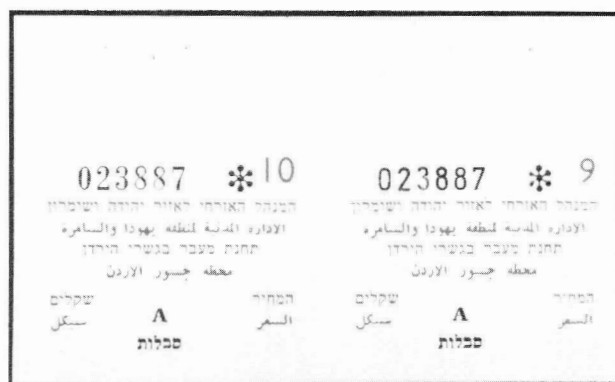 023887 * 10
המנהל האזרחי לאזור יהודה ושומרון
الادارة المدنية لمنطقة يهودا والسامرة
תחנת מעבר בגשרי הירדן
محطة جسور الاردن
המחיר שקלים
السعر A شيكل
סבלות
023887 * 9
המנהל האזרחי לאזור יהודה ושומרון
الادارة المدنية لمنطقة يهودا والسامرة
תחנת מעבר בגשרי הירדן
محطة جسور الاردن
המחיר שקלים
السعر A شيكل
סבלות